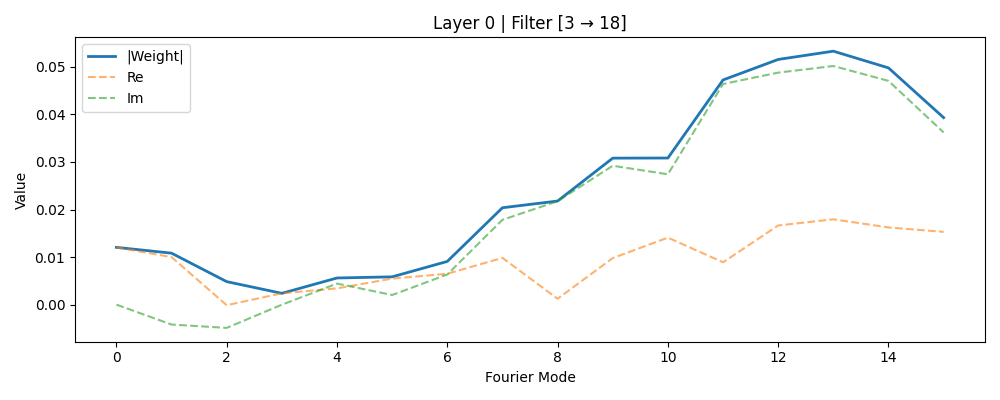 Layer 0 | Filter [3 → 18]
|Weight|
Re
Im
Value
0.05
0.04
0.03
0.02
0.01
0.00
0 2 4 6 8 10 12 14
Fourier Mode